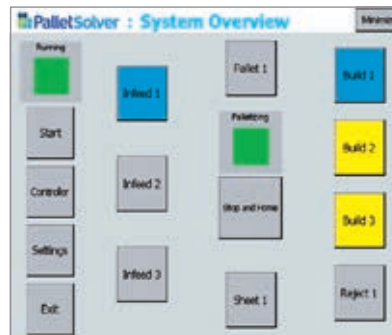 PalletSolver : System Overview
Running
Start
Controller
Settings
Exit
Infeed 1
Infeed 2
Infeed 3
Pallet 1
Palletizing
Stop and Home
Sheet 1
Build 1
Build 2
Build 3
Reject 1